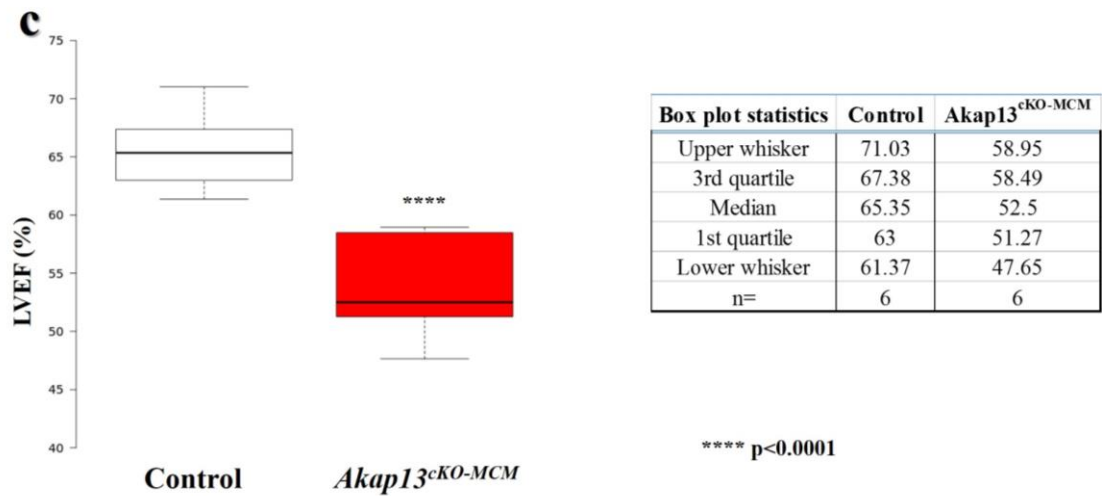 c
75
70
65
60
55
50
45
40
LVEF (%)
****
Control
Akap13cKO-MCM
Box plot statistics Control Akap13cKO-MCM
Upper whisker 71.03 58.95
3rd quartile 67.38 58.49
Median 65.35 52.5
1st quartile 63 51.27
Lower whisker 61.37 47.65
n= 6 6
**** p<0.0001